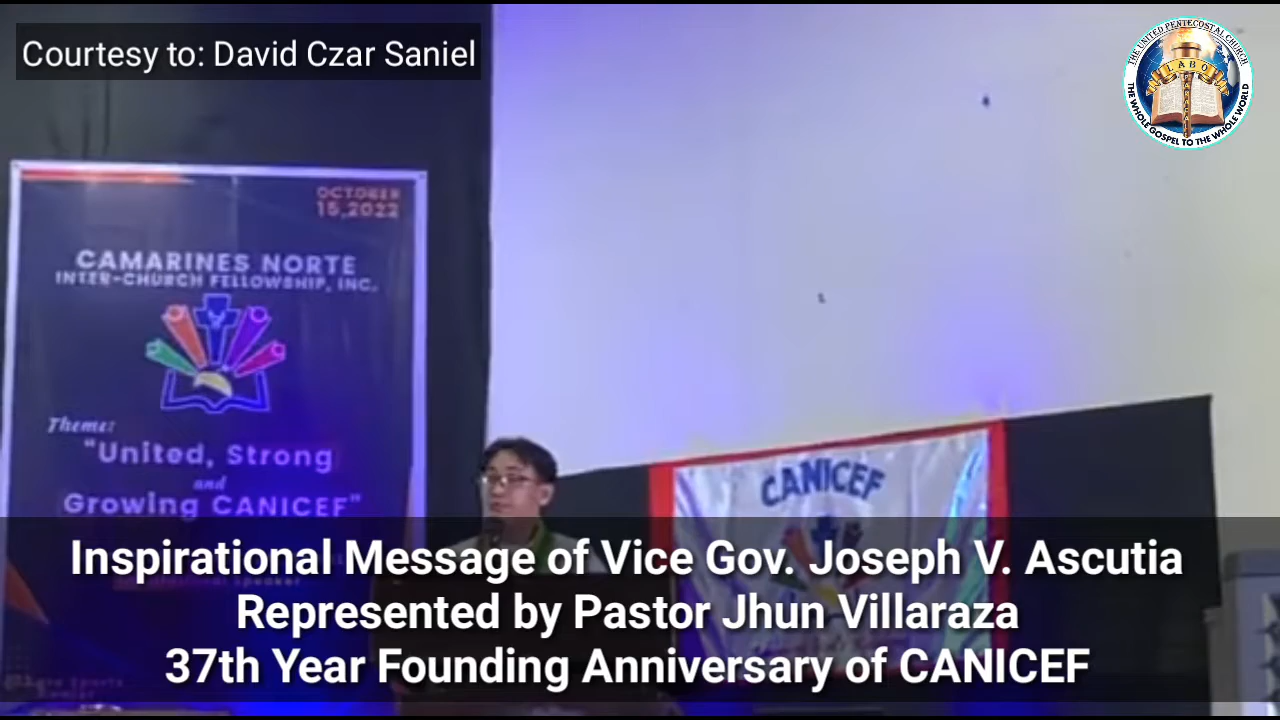 Courtesy to: David Czar Saniel
THE UNITED PENTECOSTAL CHURCH
LABO
THE WHOLE GOSPEL TO THE WHOLE WORLD
OCTOBER
15,2022
CAMARINES NORTE
INTER-CHURCH FELLOWSHIP, INC.
Theme:
"United, Strong
and
Growing CANICEF"
Speaker
CANICEF
Inspirational Message of Vice Gov. Joseph V. Ascutia
Represented by Pastor Jhun Villaraza
37th Year Founding Anniversary of CANICEF